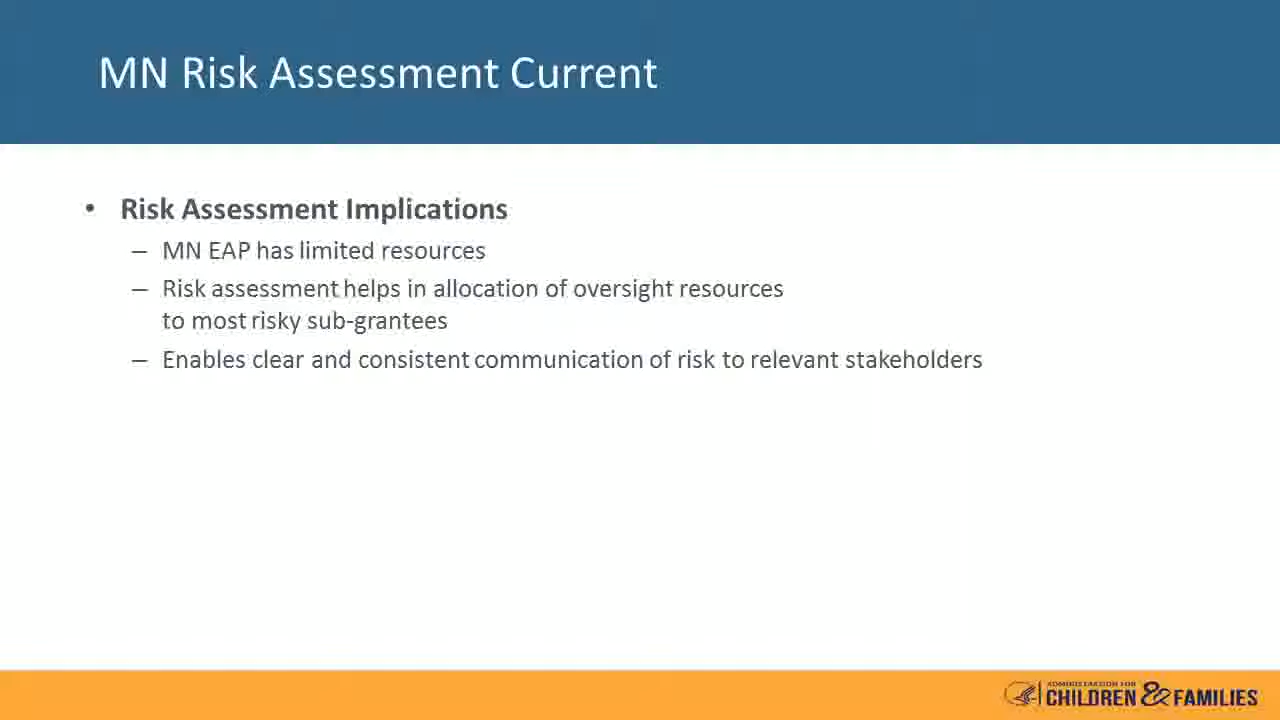 MN Risk Assessment Current
• Risk Assessment Implications
– MN EAP has limited resources
– Risk assessment helps in allocation of oversight resources
to most risky sub-grantees
– Enables clear and consistent communication of risk to relevant stakeholders
ADMINISTRATION FOR
CHILDREN & FAMILIES